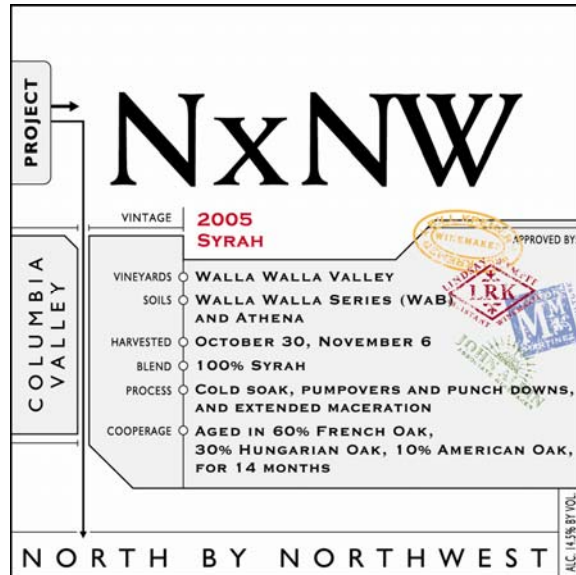 PROJECT
NxNW
VINTAGE 2005
SYRAH
APPROVED BY:
WINEMAKER
LRK
COLUMBIA
VALLEY
VINEYARDS WALLA WALLA VALLEY
SOILS WALLA WALLA SERIES (WAB)
AND ATHENA
HARVESTED OCTOBER 30, NOVEMBER 6
BLEND 100% SYRAH
PROCESS COLD SOAK, PUMPOVERS AND PUNCH DOWNS,
AND EXTENDED MACERATION
COOPERAGE AGED IN 60% FRENCH OAK,
30% HUNGARIAN OAK, 10% AMERICAN OAK,
FOR 14 MONTHS
NORTH BY NORTHWEST
ALC. 14.5% BY VOL.